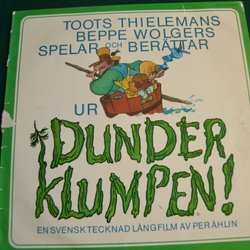 TOOTS THIELEMANS
BEPPE WOLGERS
SPELAR OCH BERÄTTAR
UR
DUNDER
KLUMPEN!
EN SVENSK TECKNAD LÅNGFILM AV PER ÅHLIN